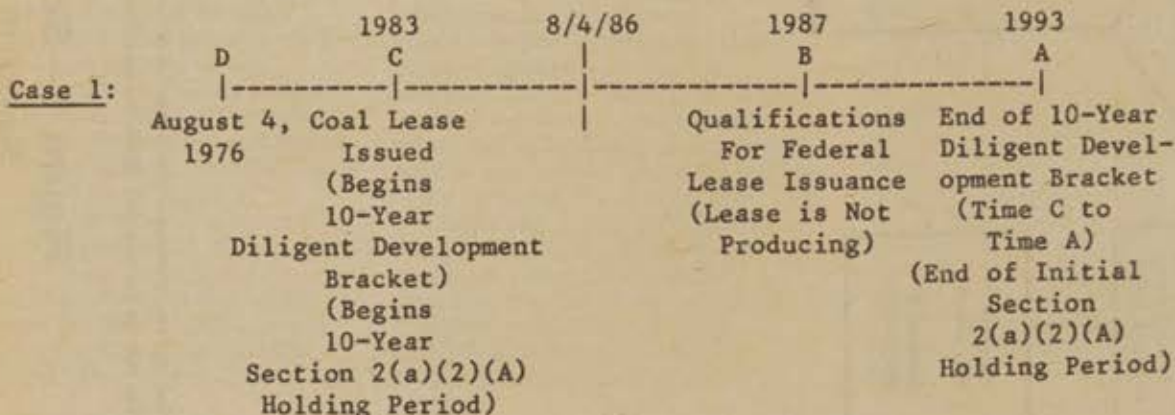 1983 8/4/86 1987 1993
D C | B A
Case 1: |----------|-----------|-------------|--------------|
August 4, Coal Lease | Qualifications End of 10-Year
1976 Issued For Federal Diligent Devel-
(Begins Lease Issuance opment Bracket
10-Year (Lease is Not (Time C to
Diligent Development Producing) Time A)
Bracket) (End of Initial
(Begins Section
10-Year 2(a)(2)(A)
Section 2(a)(2)(A) Holding Period)
Holding Period)